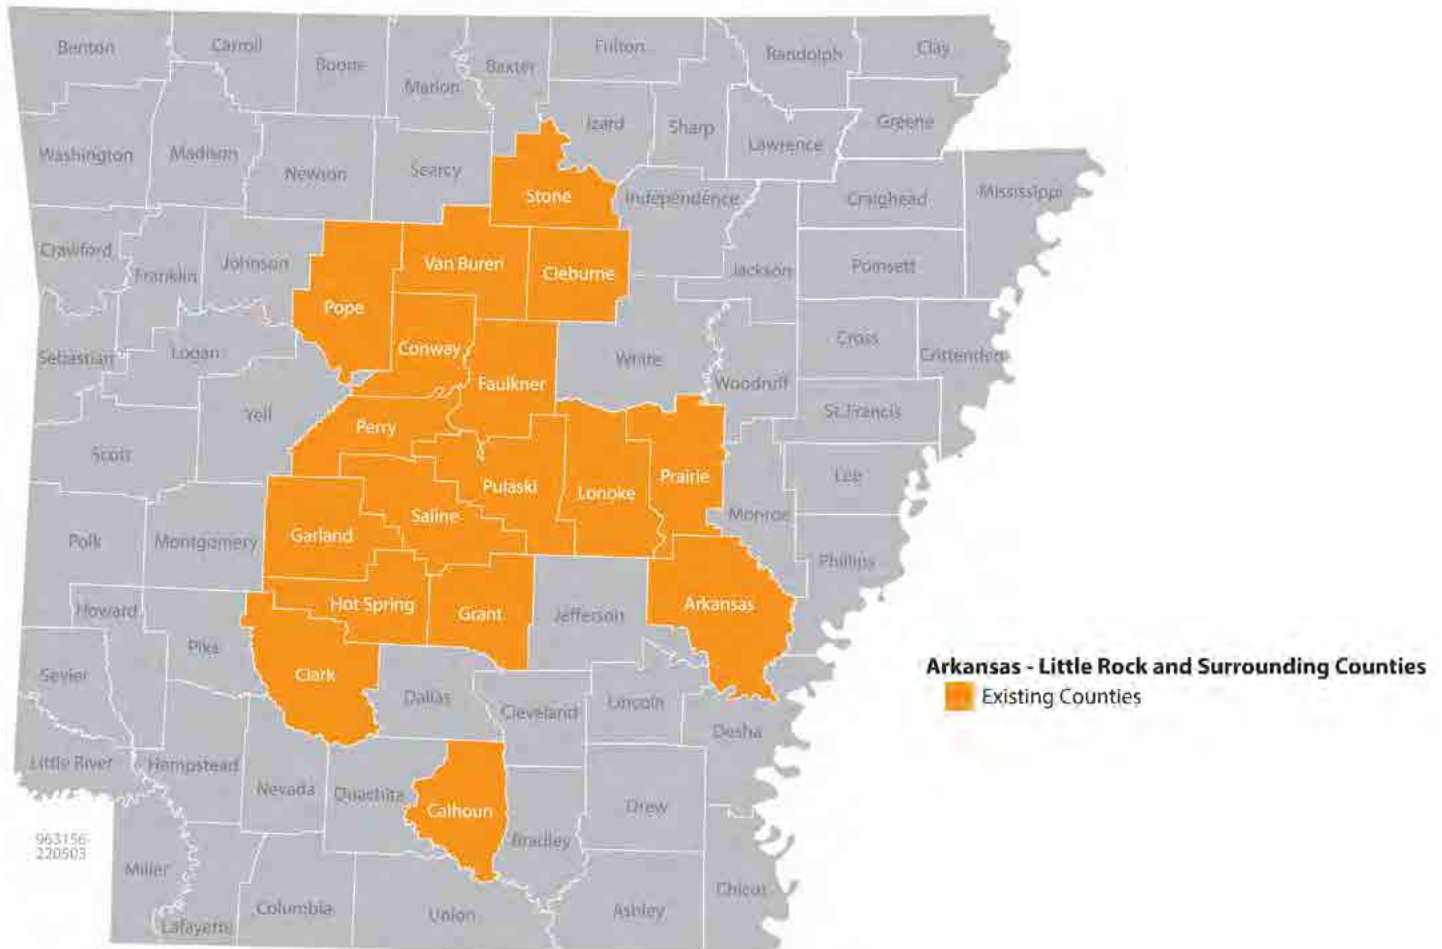 Benton
Carroll
Boone
Marion
Baxter
Fulton
Randolph
Clay
Izard
Sharp
Lawrence
Greene
Washington
Madison
Newson
Searcy
Stone
Independence
Craighead
Mississippi
Crawford
Franklin
Johnson
Pope
Van Buren
Cleburne
Jackson
Poinsett
Sebastian
Logan
Conway
Faulkner
White
Woodruff
Cross
Crittenden
Yell
Perry
St. Francis
Scott
Pulaski
Lonoke
Prairie
Lee
Polk
Montgomery
Garland
Saline
Monroe
Phillips
Howard
Pike
Hot Spring
Grant
Jefferson
Arkansas
Sevier
Clark
Dallas
Cleveland
Lincoln
Desha
Arkansas - Little Rock and Surrounding Counties
Existing Counties
Little River
Hempstead
Nevada
Ouachita
Calhoun
Bradley
Drew
963156-
220503
Miller
Lafayette
Columbia
Union
Ashley
Chicot